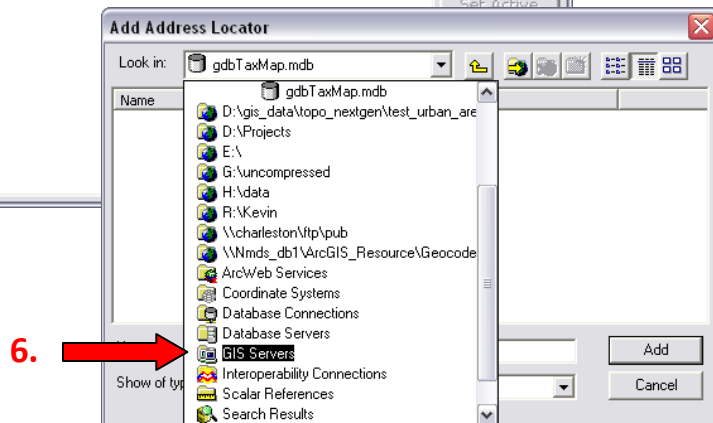 Set Active
Add Address Locator
Look in: gdbTaxMap.mdb
gdbTaxMap.mdb
Name
D:\gis_data\topo_nextgen\test_urban_are
D:\Projects
E:\
G:\uncompressed
H:\data
R:\Kevin
\\charleston\ftp\pub
\\Nmds_db1\ArcGIS_Resource\Geocode
ArcWeb Services
Coordinate Systems
Database Connections
Database Servers
6. GIS Servers Add
Interoperability Connections
Show of typ Cancel
Scalar References
Search Results